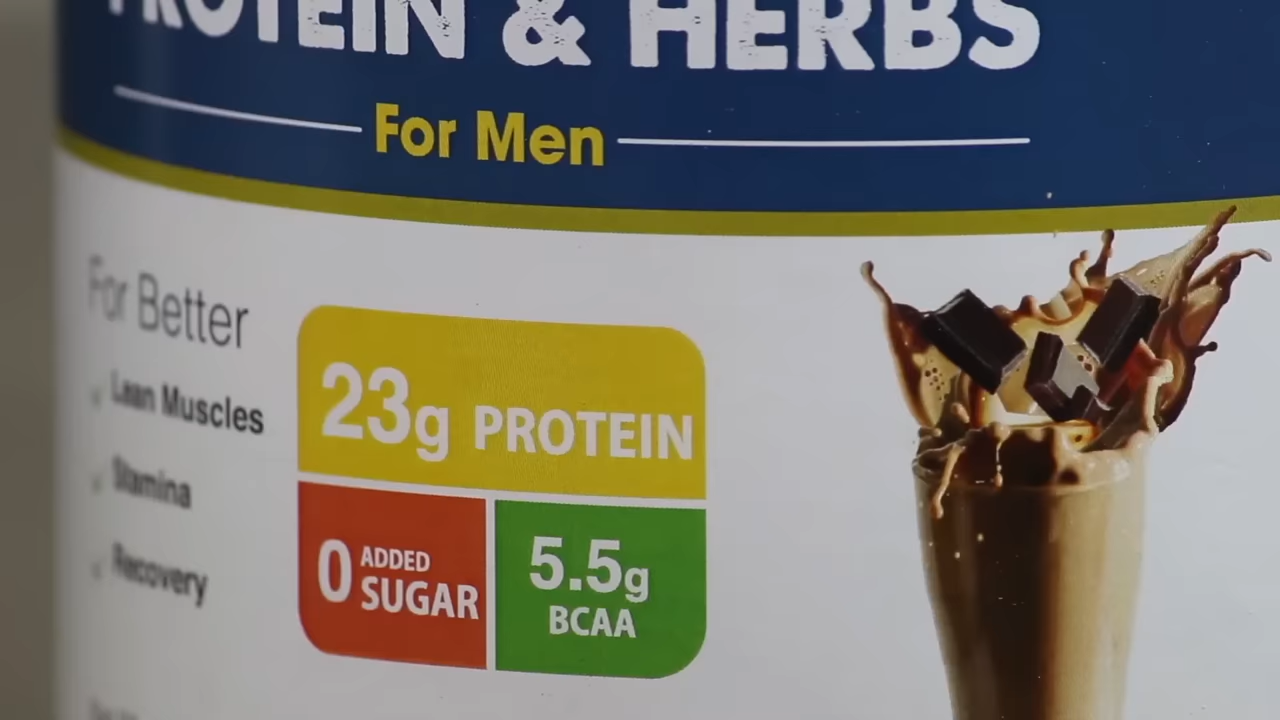 PROTEIN & HERBS
For Men
For Better
Lean Muscles
Stamina
Recovery
23g PROTEIN
0 ADDED
SUGAR
5.5g
BCAA